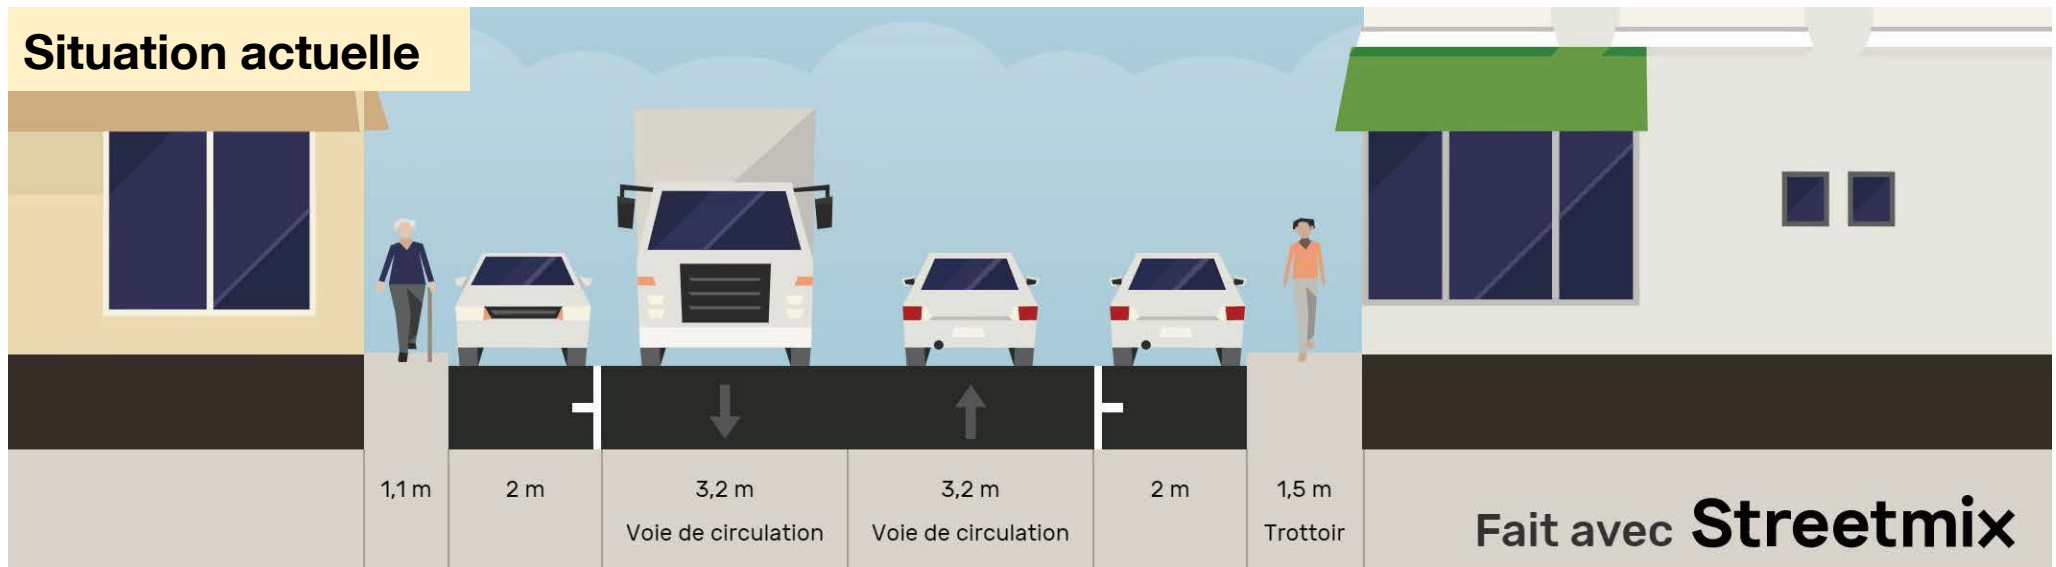 Situation actuelle
1,1 m
2 m
3,2 m
3,2 m
2 m
1,5 m
Voie de circulation
Voie de circulation
Trottoir
Fait avec Streetmix